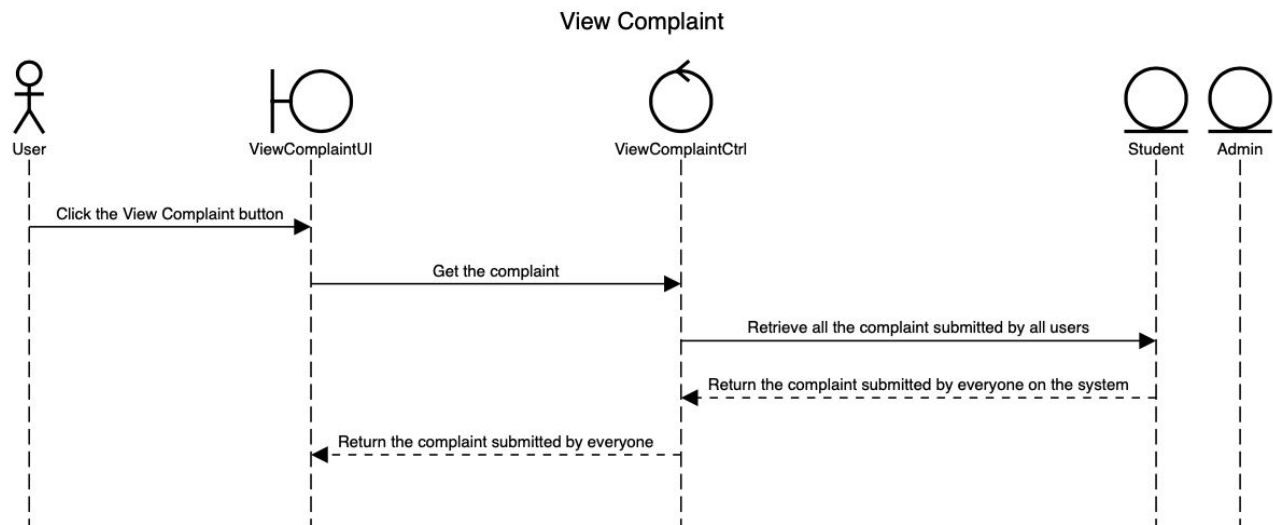 View Complaint
User
ViewComplaintUI
ViewComplaintCtrl
Student
Admin
Click the View Complaint button
Get the complaint
Retrieve all the complaint submitted by all users
Return the complaint submitted by everyone on the system
Return the complaint submitted by everyone